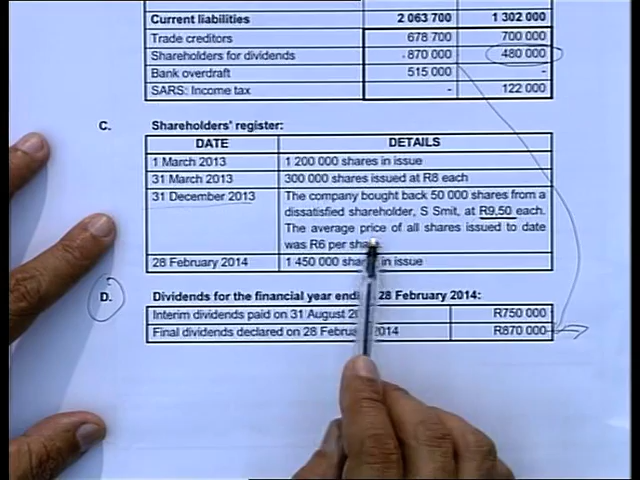 Current liabilities 2 063 700 1 302 000
Trade creditors 678 700 700 000
Shareholders for dividends 870 000 480 000
Bank overdraft 515 000 -
SARS: Income tax - 122 000
C. Shareholders' register:
DATE DETAILS
1 March 2013 1 200 000 shares in issue
31 March 2013 300 000 shares issued at R8 each
31 December 2013 The company bought back 50 000 shares from a
dissatisfied shareholder, S Smit, at R9,50 each.
The average price of all shares issued to date
was R6 per
28 February 2014 1 450 000 in issue
D. Dividends for the financial year 28 February 2014:
Interim dividends paid on 31 August R750 000
Final dividends declared on 28 2014 R870 000